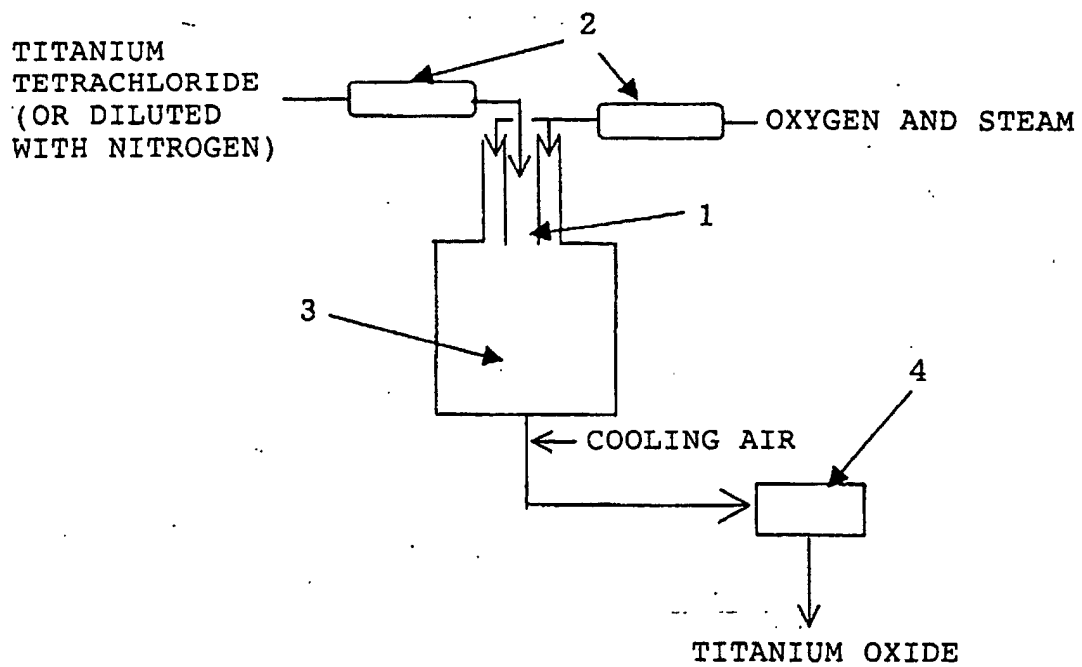 2
TITANIUM
TETRACHLORIDE
(OR DILUTED
WITH NITROGEN)
OXYGEN AND STEAM
1
3
4
COOLING AIR
TITANIUM OXIDE